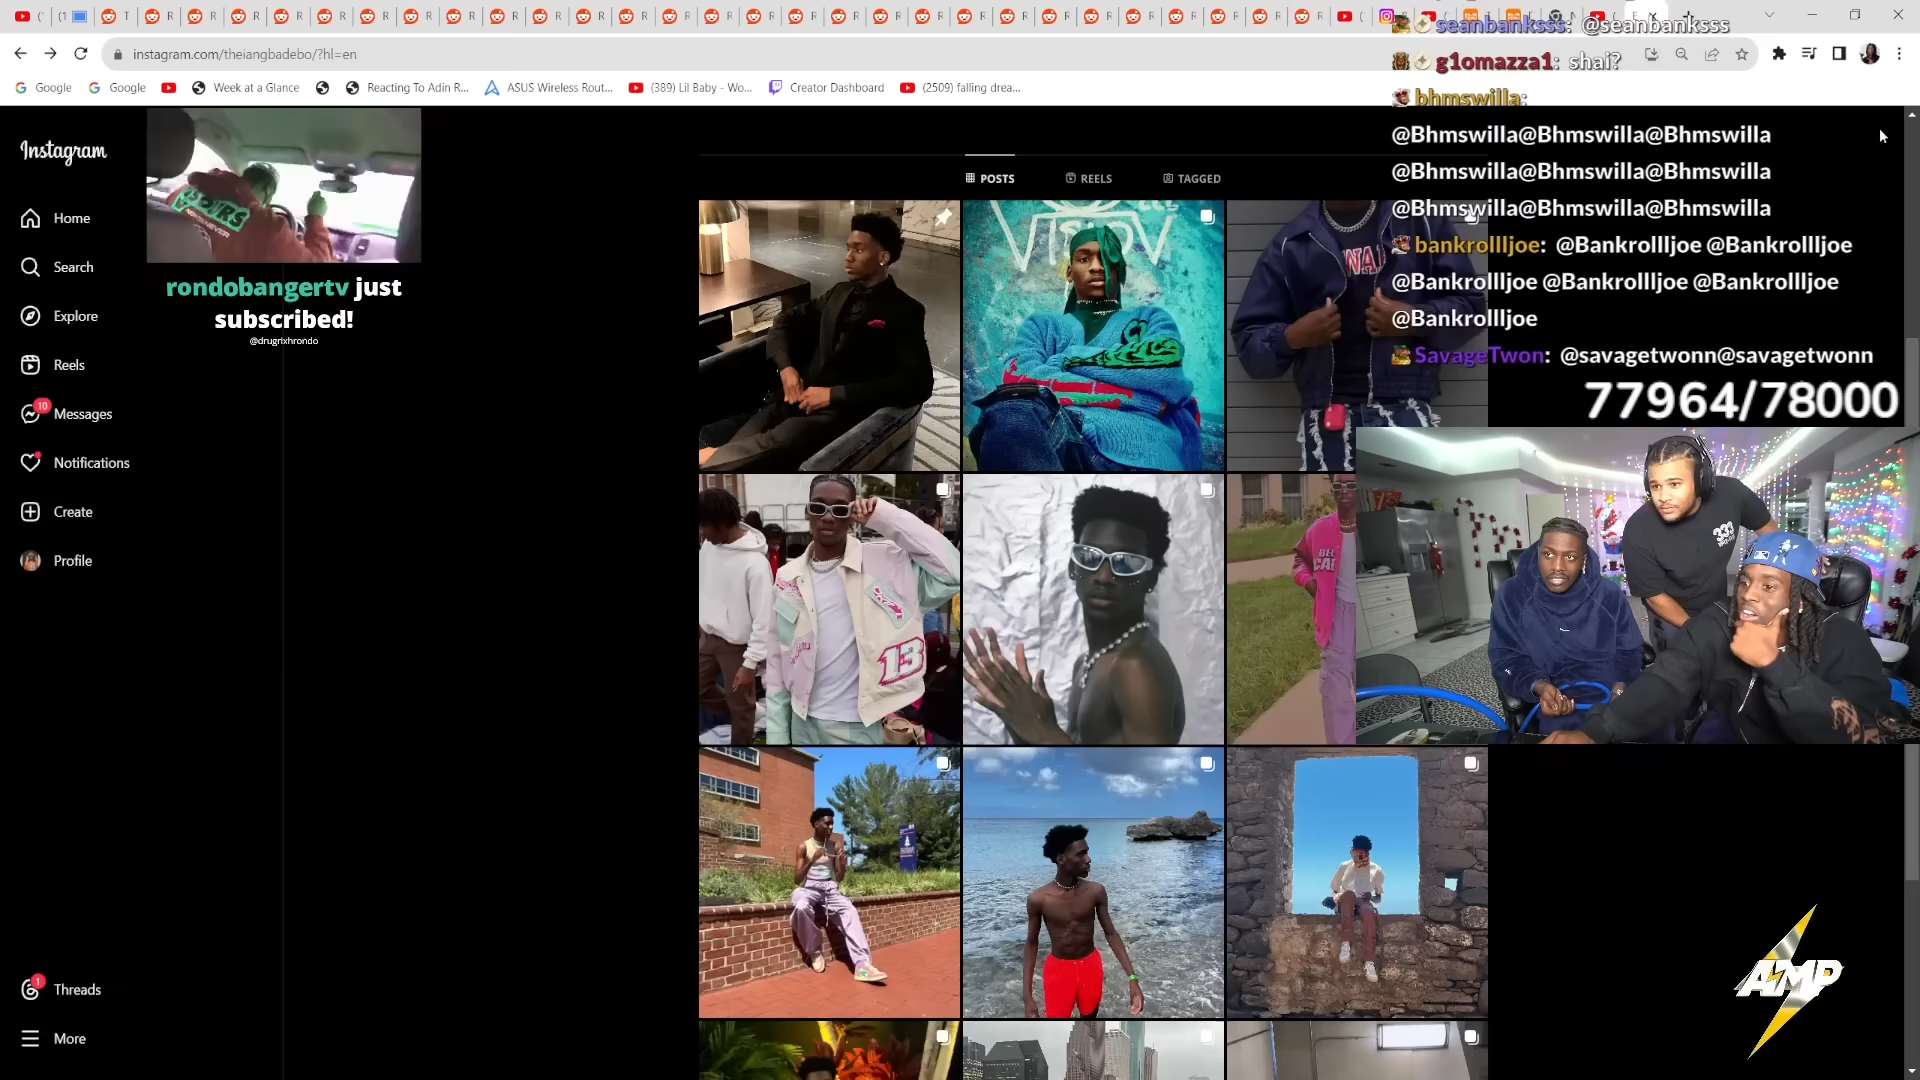 instagram.com/theiangbadebo/?hl=en
Google
Google
Week at a Glance
Reacting To Adin R...
ASUS Wireless Rout...
(389) Lil Baby - Wo...
Creator Dashboard
(2509) falling drea...
seanbanksss: @seanbanksss
g1omazza1: shai?
bhmswilla:
@Bhmswilla@Bhmswilla@Bhmswilla
@Bhmswilla@Bhmswilla@Bhmswilla
@Bhmswilla@Bhmswilla@Bhmswilla
bankrollljoe: @Bankrollljoe @Bankrollljoe
@Bankrollljoe @Bankrollljoe @Bankrollljoe
@Bankrollljoe
SavageTwon: @savagetwonn@savagetwonn
77964/78000
Instagram
Home
Search
Explore
Reels
10
Messages
Notifications
Create
Profile
1
Threads
More
rondobangertv just
subscribed!
@drugrixhrondo
POSTS
REELS
TAGGED
13
AMP